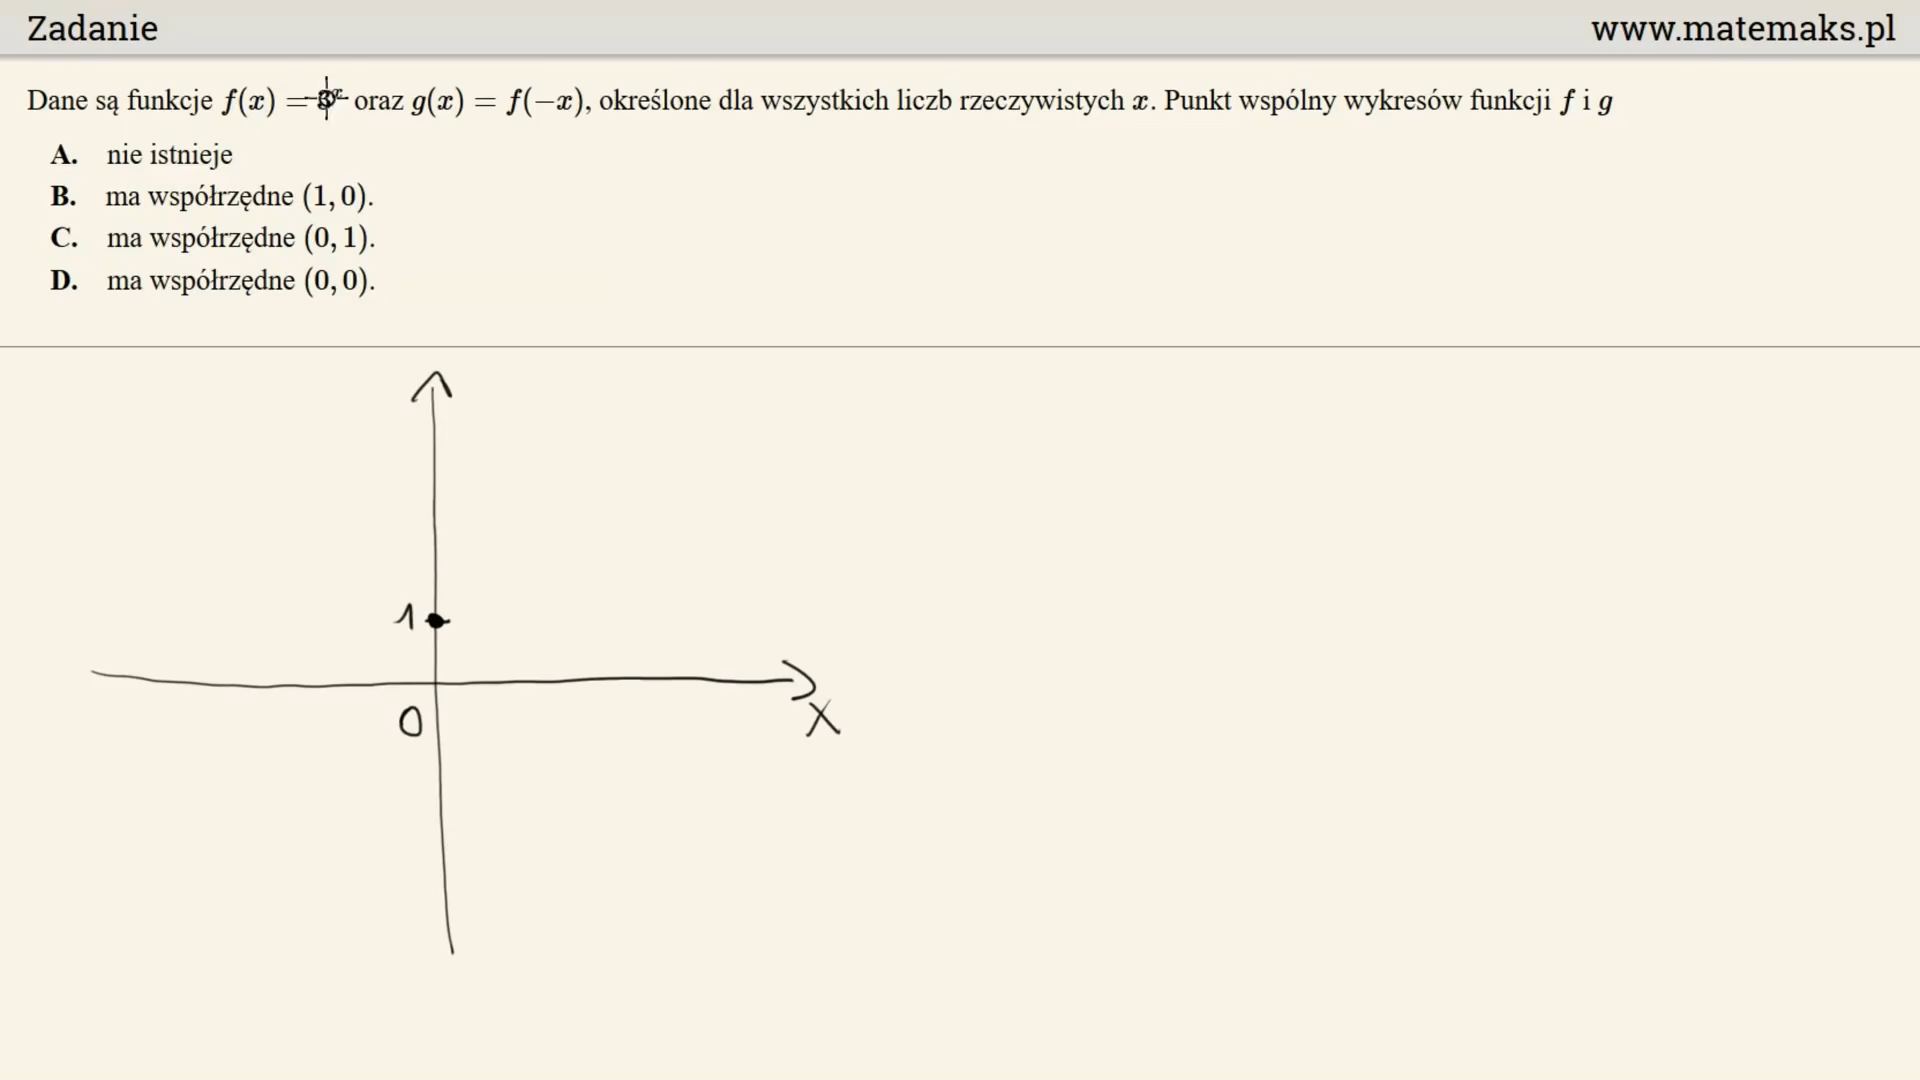 Zadanie
www.matemaks.pl
Dane są funkcje f(x) = 3ˣ oraz g(x) = f(−x), określone dla wszystkich liczb rzeczywistych x. Punkt wspólny wykresów funkcji f i g
A. nie istnieje
B. ma współrzędne (1, 0).
C. ma współrzędne (0, 1).
D. ma współrzędne (0, 0).
1
0
X